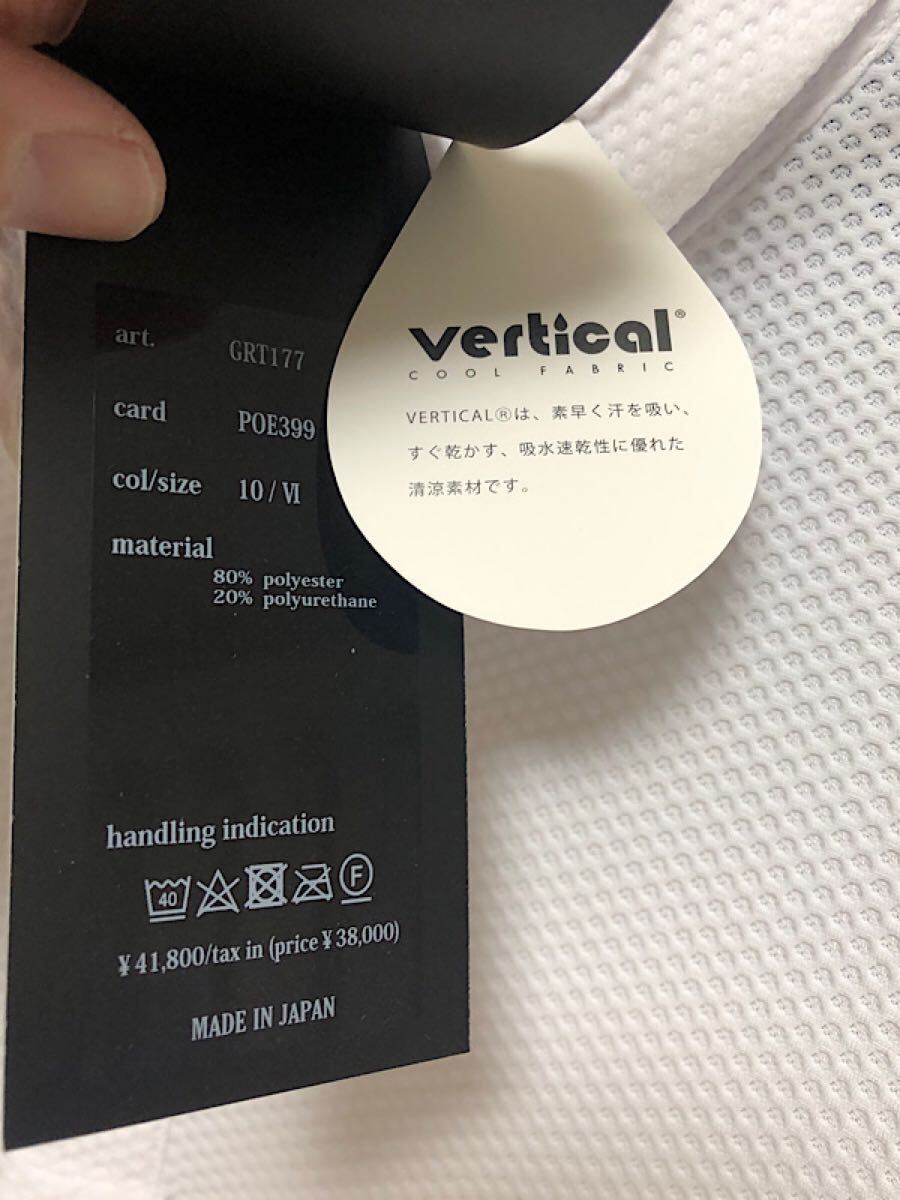 art. GRT177
card POE399
col/size 10 / Ⅵ
material
80% polyester
20% polyurethane
handling indication
40 F
¥41,800/tax in (price¥38,000)
MADE IN JAPAN
vertical®
COOL FABRIC
VERTICAL®は、素早く汗を吸い、
すぐ乾かす、吸水速乾性に優れた
清涼素材です。